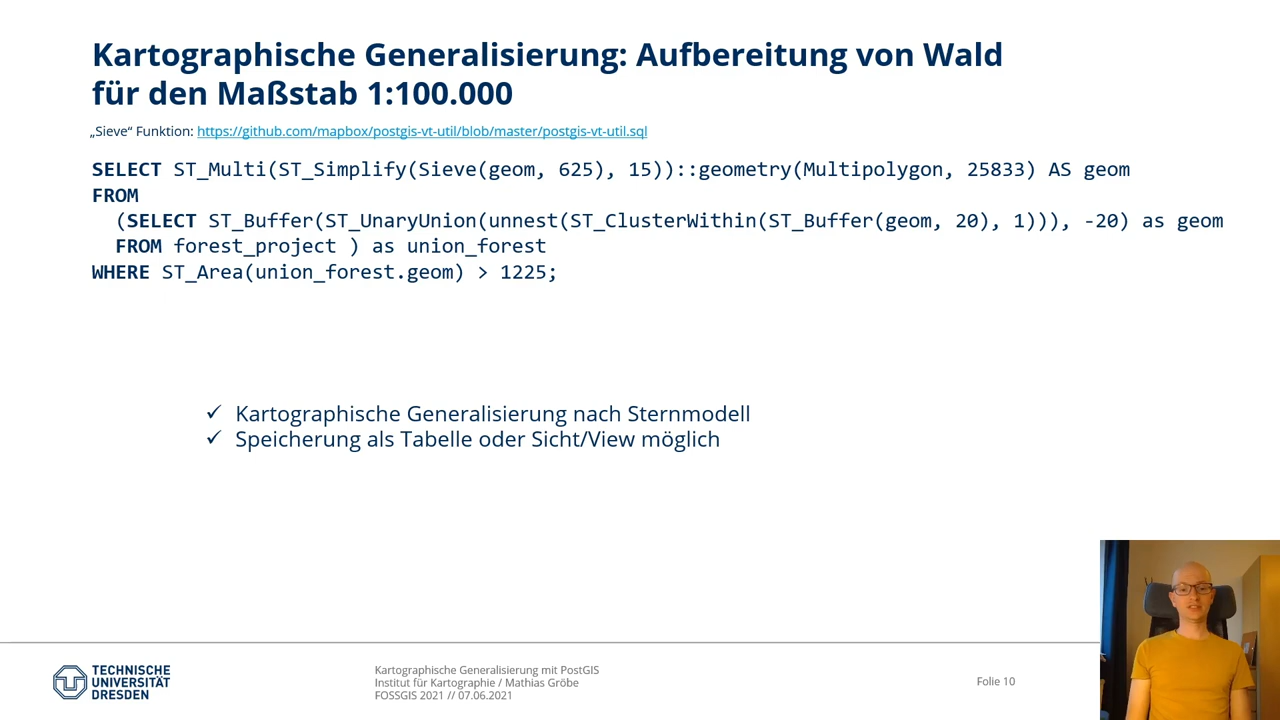 Kartographische Generalisierung: Aufbereitung von Wald
für den Maßstab 1:100.000
„Sieve“ Funktion: https://github.com/mapbox/postgis-vt-util/blob/master/postgis-vt-util.sql
SELECT ST_Multi(ST_Simplify(Sieve(geom, 625), 15))::geometry(Multipolygon, 25833) AS geom
FROM
(SELECT ST_Buffer(ST_UnaryUnion(unnest(ST_ClusterWithin(ST_Buffer(geom, 20), 1))), -20) as geom
FROM forest_project ) as union_forest
WHERE ST_Area(union_forest.geom) > 1225;
✓ Kartographische Generalisierung nach Sternmodell
✓ Speicherung als Tabelle oder Sicht/View möglich
TECHNISCHE
UNIVERSITÄT
DRESDEN
Kartographische Generalisierung mit PostGIS
Institut für Kartographie / Mathias Gröbe
FOSSGIS 2021 // 07.06.2021
Folie 10